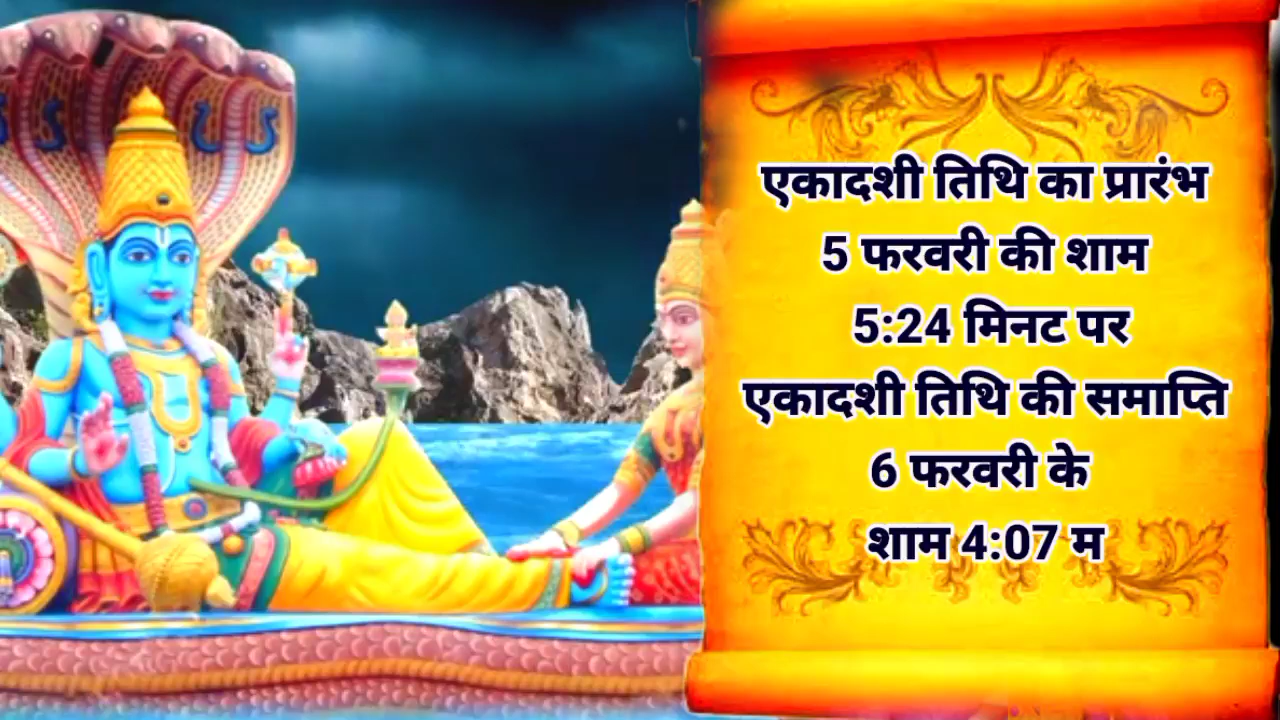 एकादशी तिथि का प्रारंभ
5 फरवरी की शाम
5:24 मिनट पर
एकादशी तिथि की समाप्ति
6 फरवरी के
शाम 4:07 म